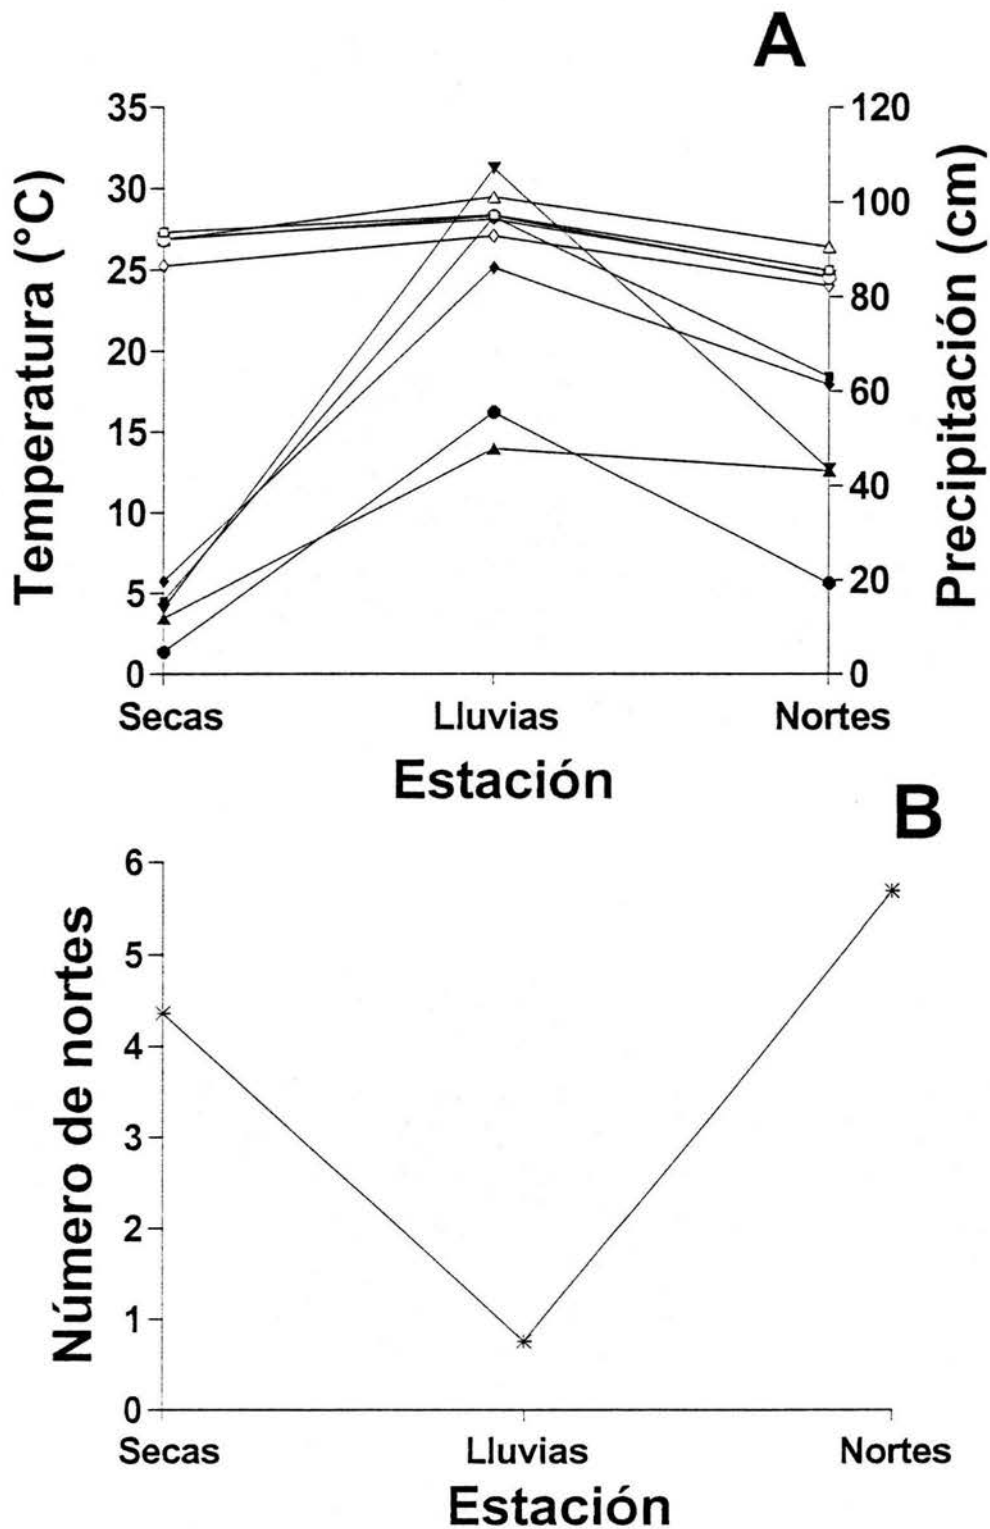 A
35
30
25
20
15
10
5
0
Temperatura (°C)
120
100
80
60
40
20
0
Precipitación (cm)
Secas Lluvias Nortes
Estación
B
6
5
4
3
2
1
0
Número de nortes
Secas Lluvias Nortes
Estación